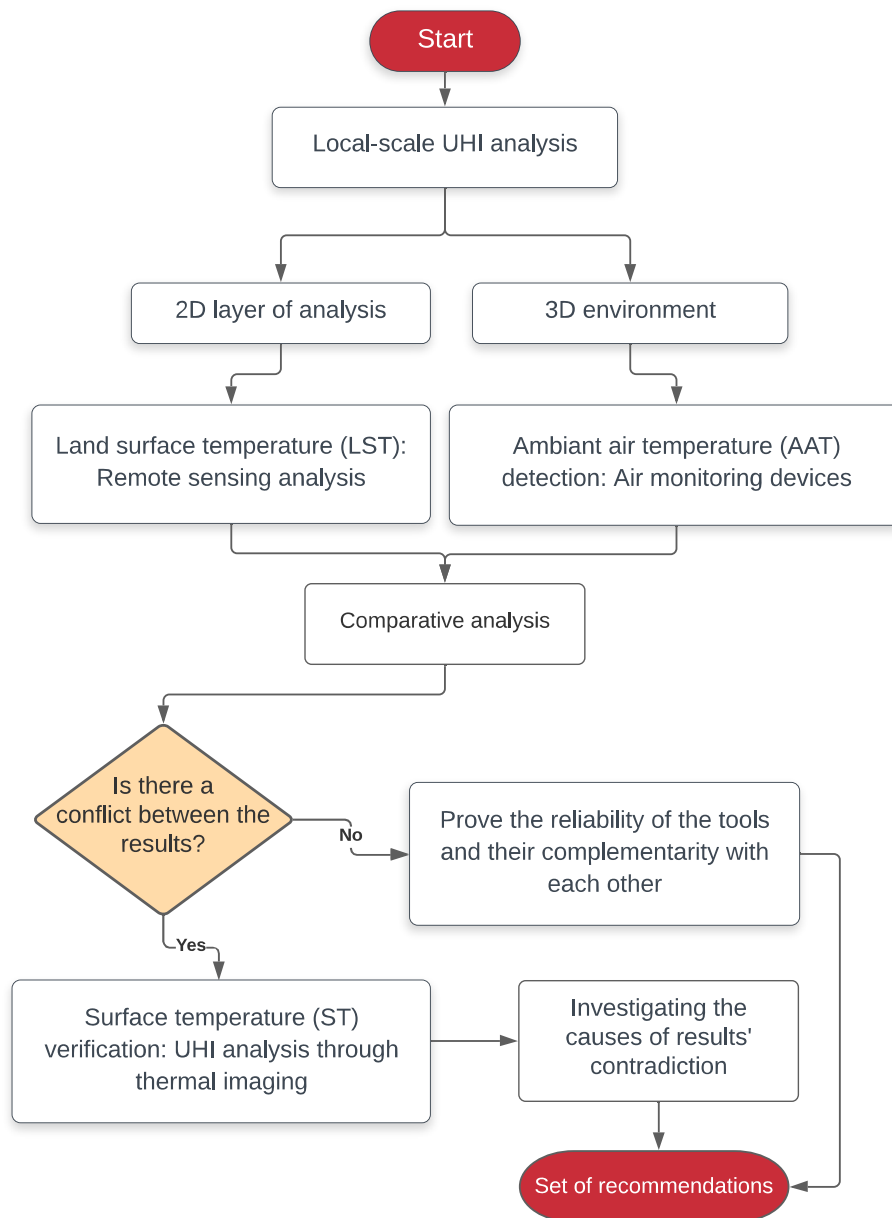 Start
Local-scale UHI analysis
2D layer of analysis
3D environment
Land surface temperature (LST):
Remote sensing analysis
Ambiant air temperature (AAT)
detection: Air monitoring devices
Comparative analysis
Is there a
conflict between the
results?
No
Prove the reliability of the tools
and their complementarity with
each other
Yes
Surface temperature (ST)
verification: UHI analysis through
thermal imaging
Investigating the
causes of results'
contradiction
Set of recommendations